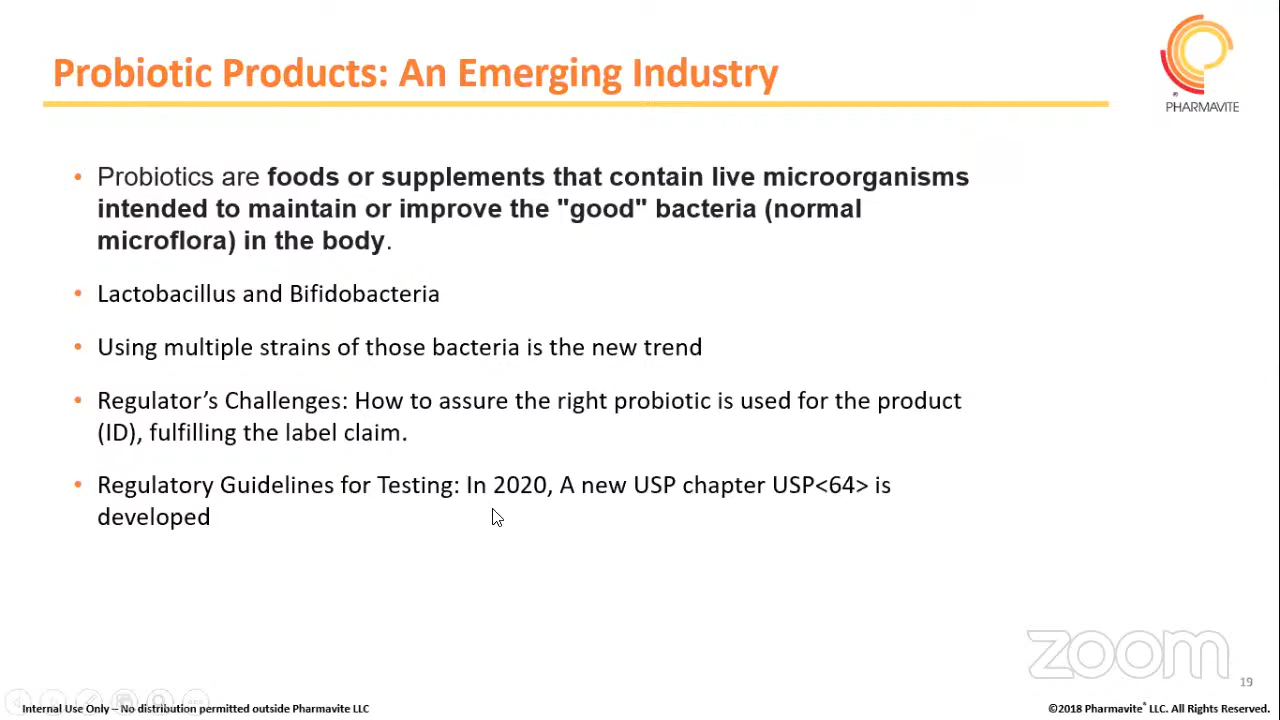 Probiotic Products: An Emerging Industry
PHARMAVITE
• Probiotics are foods or supplements that contain live microorganisms
intended to maintain or improve the "good" bacteria (normal
microflora) in the body.
• Lactobacillus and Bifidobacteria
• Using multiple strains of those bacteria is the new trend
• Regulator’s Challenges: How to assure the right probiotic is used for the product
(ID), fulfilling the label claim.
• Regulatory Guidelines for Testing: In 2020, A new USP chapter USP<64> is
developed
zoom
19
Internal Use Only – No distribution permitted outside Pharmavite LLC
©2018 Pharmavite® LLC. All Rights Reserved.